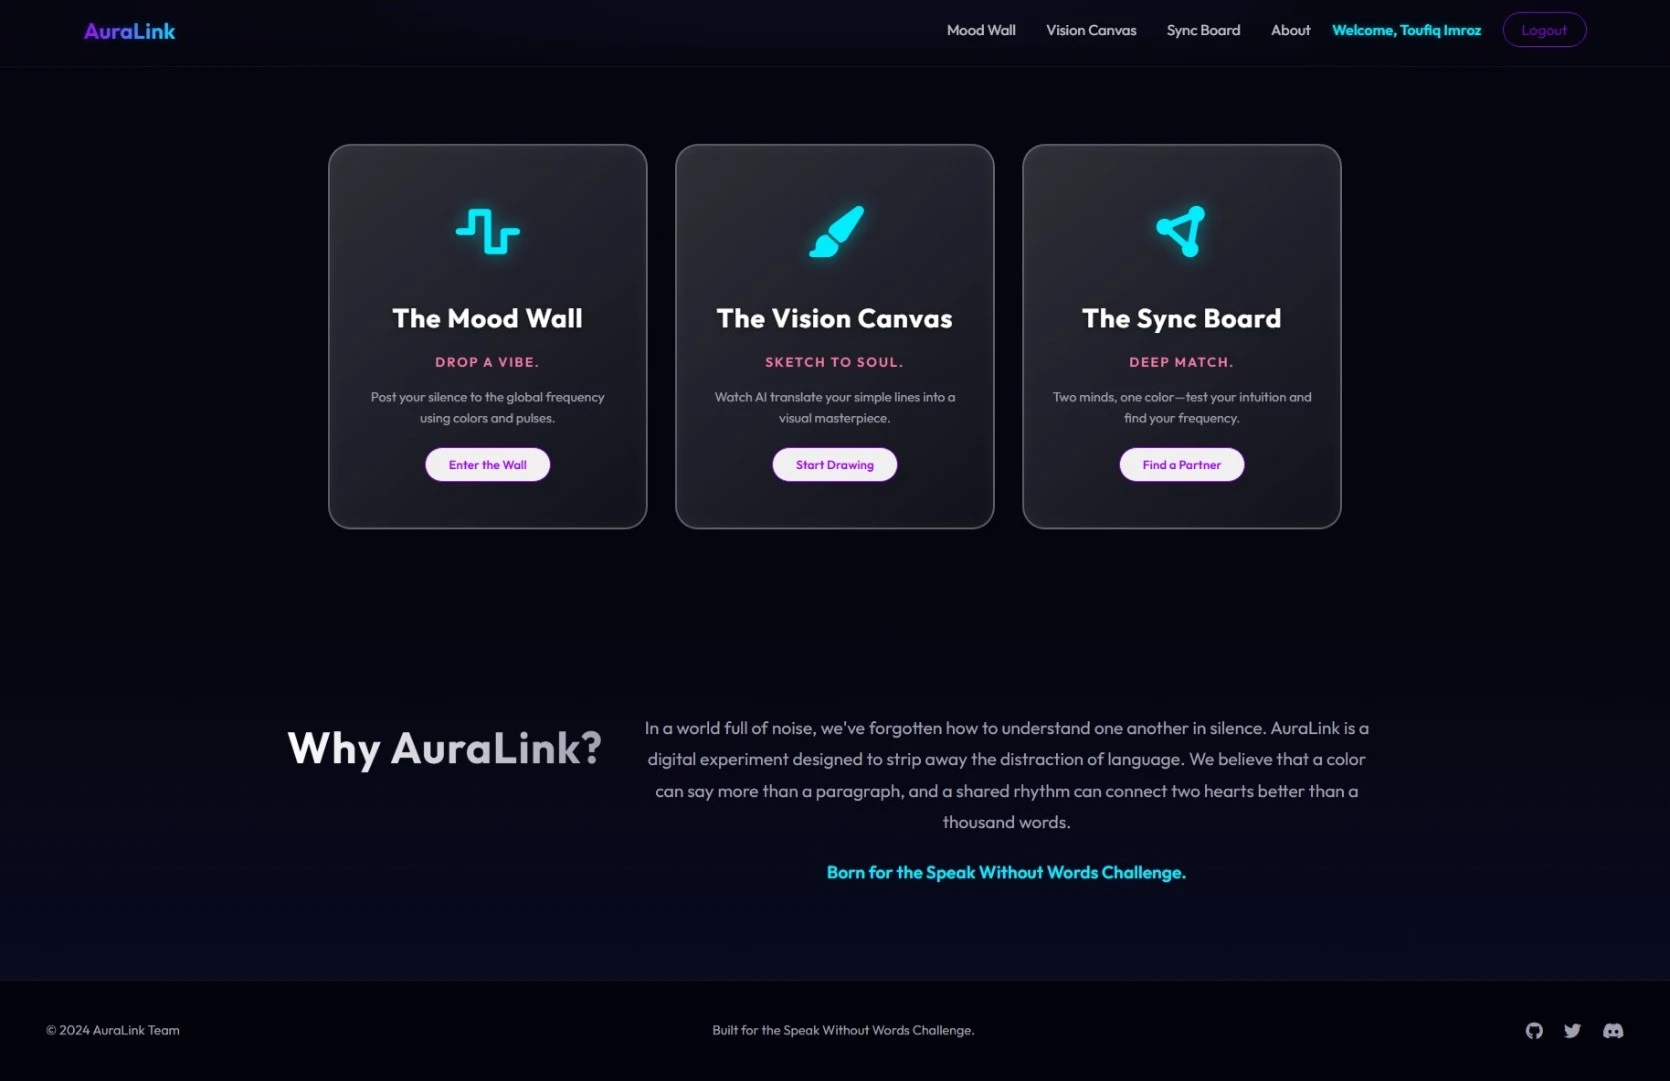 AuraLink
Mood Wall
Vision Canvas
Sync Board
About
Welcome, Toufiq Imroz
Logout
The Mood Wall
DROP A VIBE.
Post your silence to the global frequency
using colors and pulses.
Enter the Wall
The Vision Canvas
SKETCH TO SOUL.
Watch AI translate your simple lines into a
visual masterpiece.
Start Drawing
The Sync Board
DEEP MATCH.
Two minds, one color—test your intuition and
find your frequency.
Find a Partner
Why AuraLink?
In a world full of noise, we've forgotten how to understand one another in silence. AuraLink is a
digital experiment designed to strip away the distraction of language. We believe that a color
can say more than a paragraph, and a shared rhythm can connect two hearts better than a
thousand words.
Born for the Speak Without Words Challenge.
© 2024 AuraLink Team
Built for the Speak Without Words Challenge.